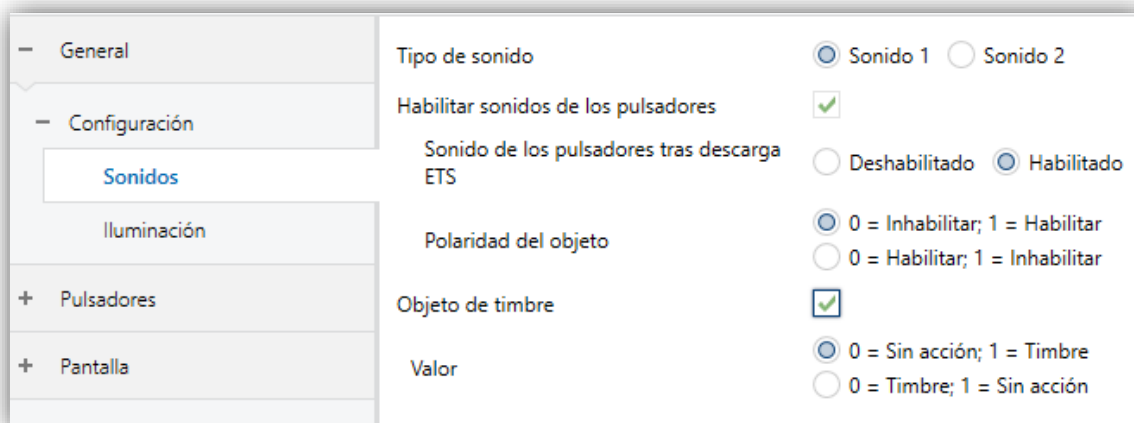 General
Configuración
Sonidos
Iluminación
Pulsadores
Pantalla
Tipo de sonido
Sonido 1 Sonido 2
Habilitar sonidos de los pulsadores
Sonido de los pulsadores tras descarga
ETS
Deshabilitado Habilitado
Polaridad del objeto
0 = Inhabilitar; 1 = Habilitar
0 = Habilitar; 1 = Inhabilitar
Objeto de timbre
Valor
0 = Sin acción; 1 = Timbre
0 = Timbre; 1 = Sin acción